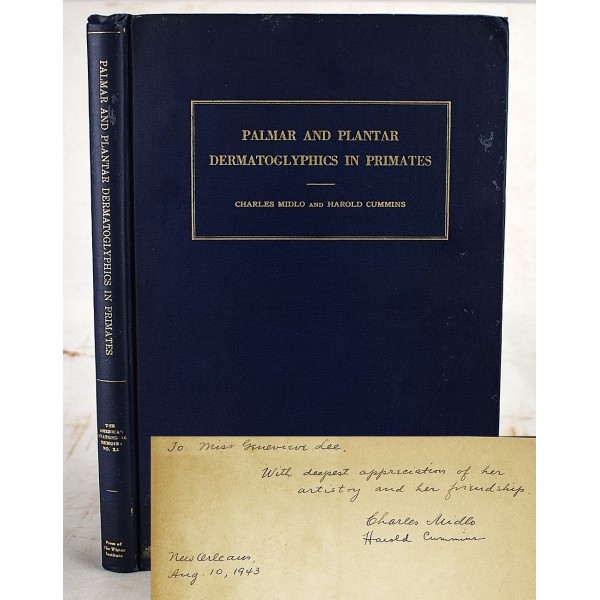 PALMAR AND PLANTAR DERMATOGLYPHICS IN PRIMATES
THE
AMERICAN
ANATOMICAL
MEMOIRS
NO. 20
Press of
The Wistar
Institute
PALMAR AND PLANTAR
DERMATOGLYPHICS IN PRIMATES
CHARLES MIDLO AND HAROLD CUMMINS
To Miss Genevieve Lee,
With deepest appreciation of her
artistry and her friendship.
Charles Midlo
Harold Cummins
New Orleans,
Aug. 10, 1943